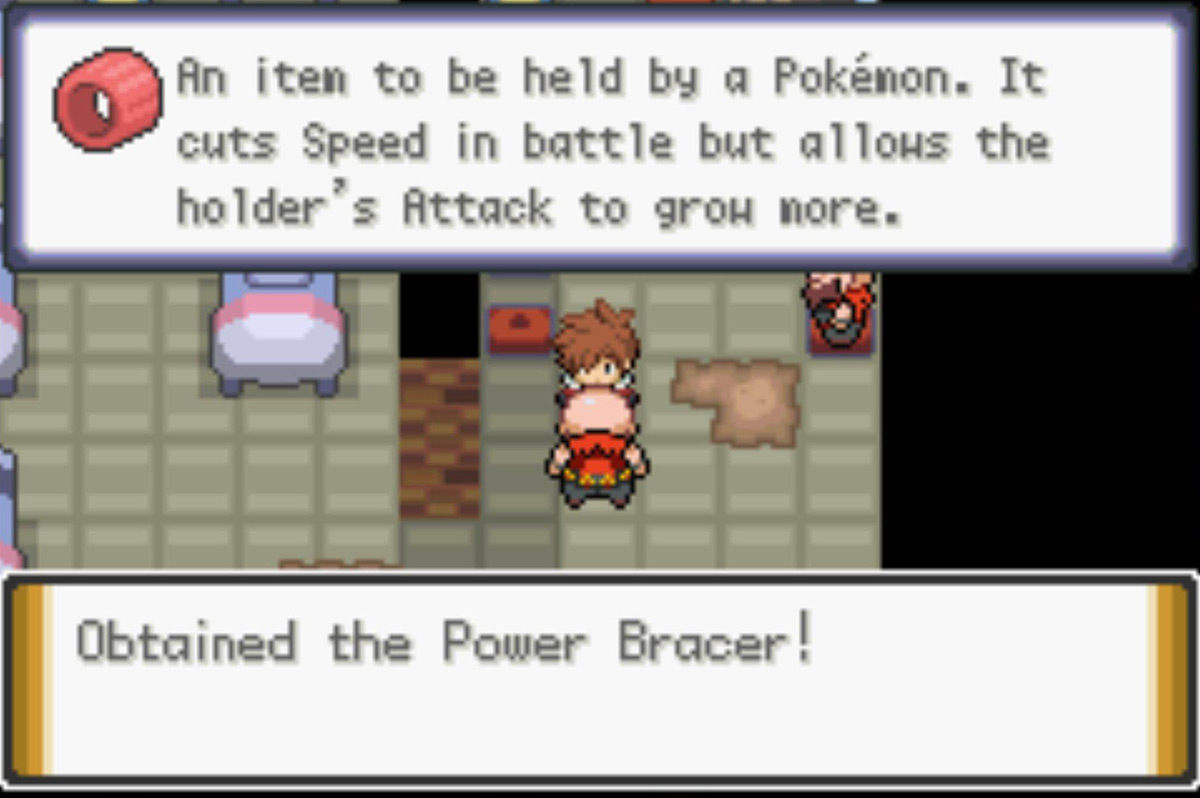 An item to be held by a Pokémon. It
cuts Speed in battle but allows the
holder's Attack to grow more.
Obtained the Power Bracer!